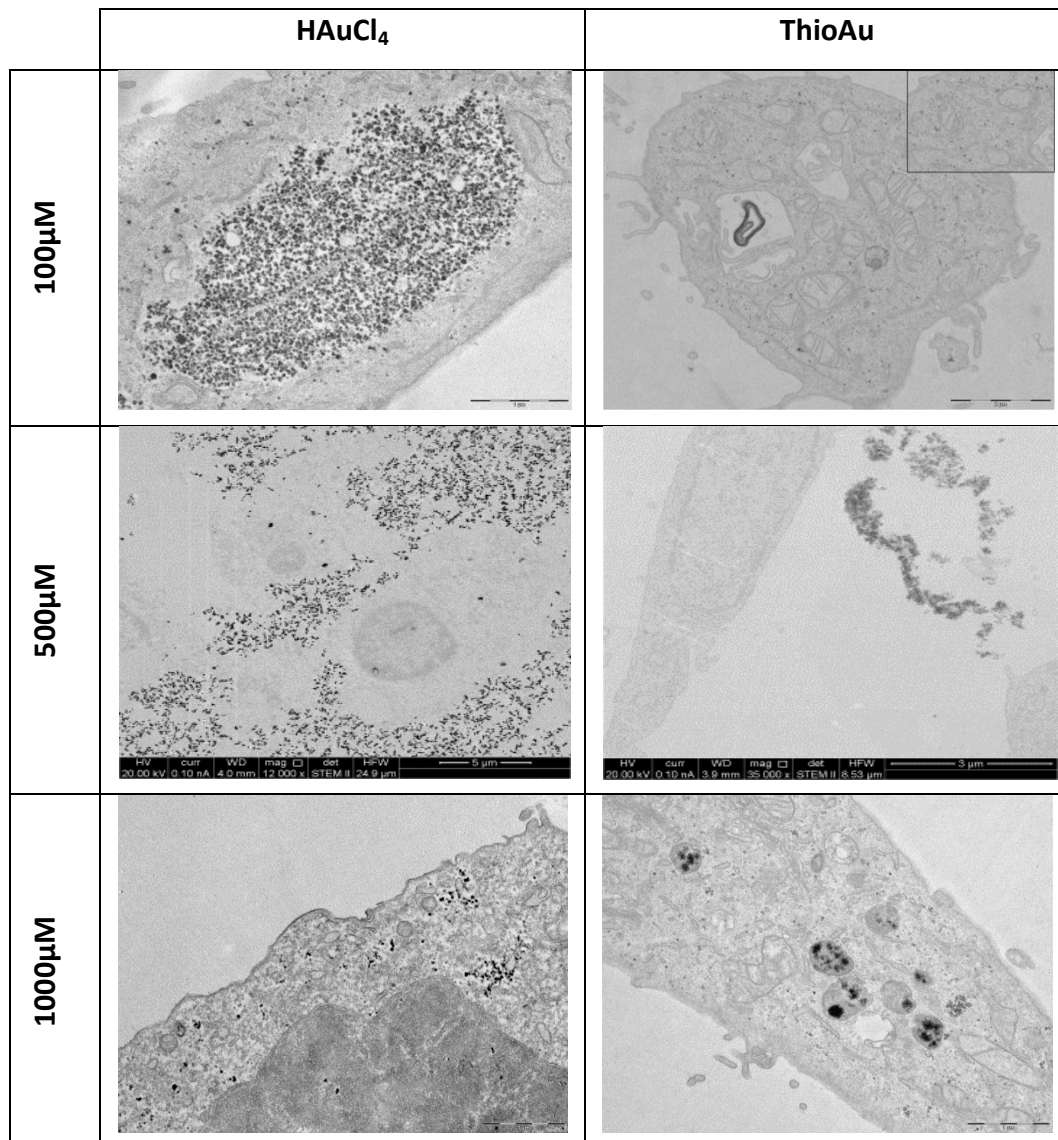 HAuCl₄ ThioAu
100µM
500µM
HV curr WD mag □ det HFW 5 µm
20.00 kV 0.10 nA 4.0 mm 12 000 x STEM II 24.9 µm
HV curr WD mag □ det HFW 3 µm
20.00 kV 0.10 nA 3.9 mm 35 000 x STEM II 8.53 µm
1000µM